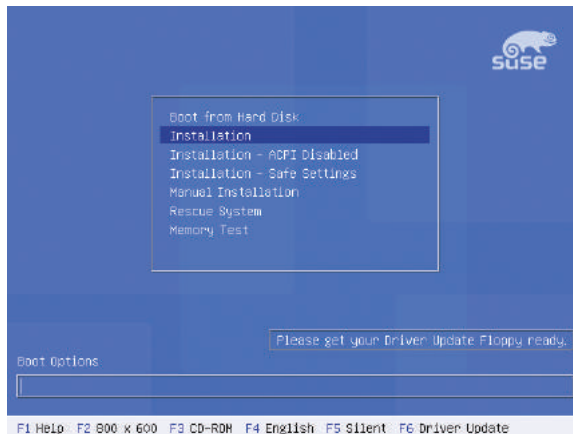 suse
Boot from Hard Disk
Installation
Installation - ACPI Disabled
Installation - Safe Settings
Manual Installation
Rescue System
Memory Test
Please get your Driver Update Floppy ready.
Boot Options
F1 Help F2 800 x 600 F3 CD-ROM F4 English F5 Silent F6 Driver Update